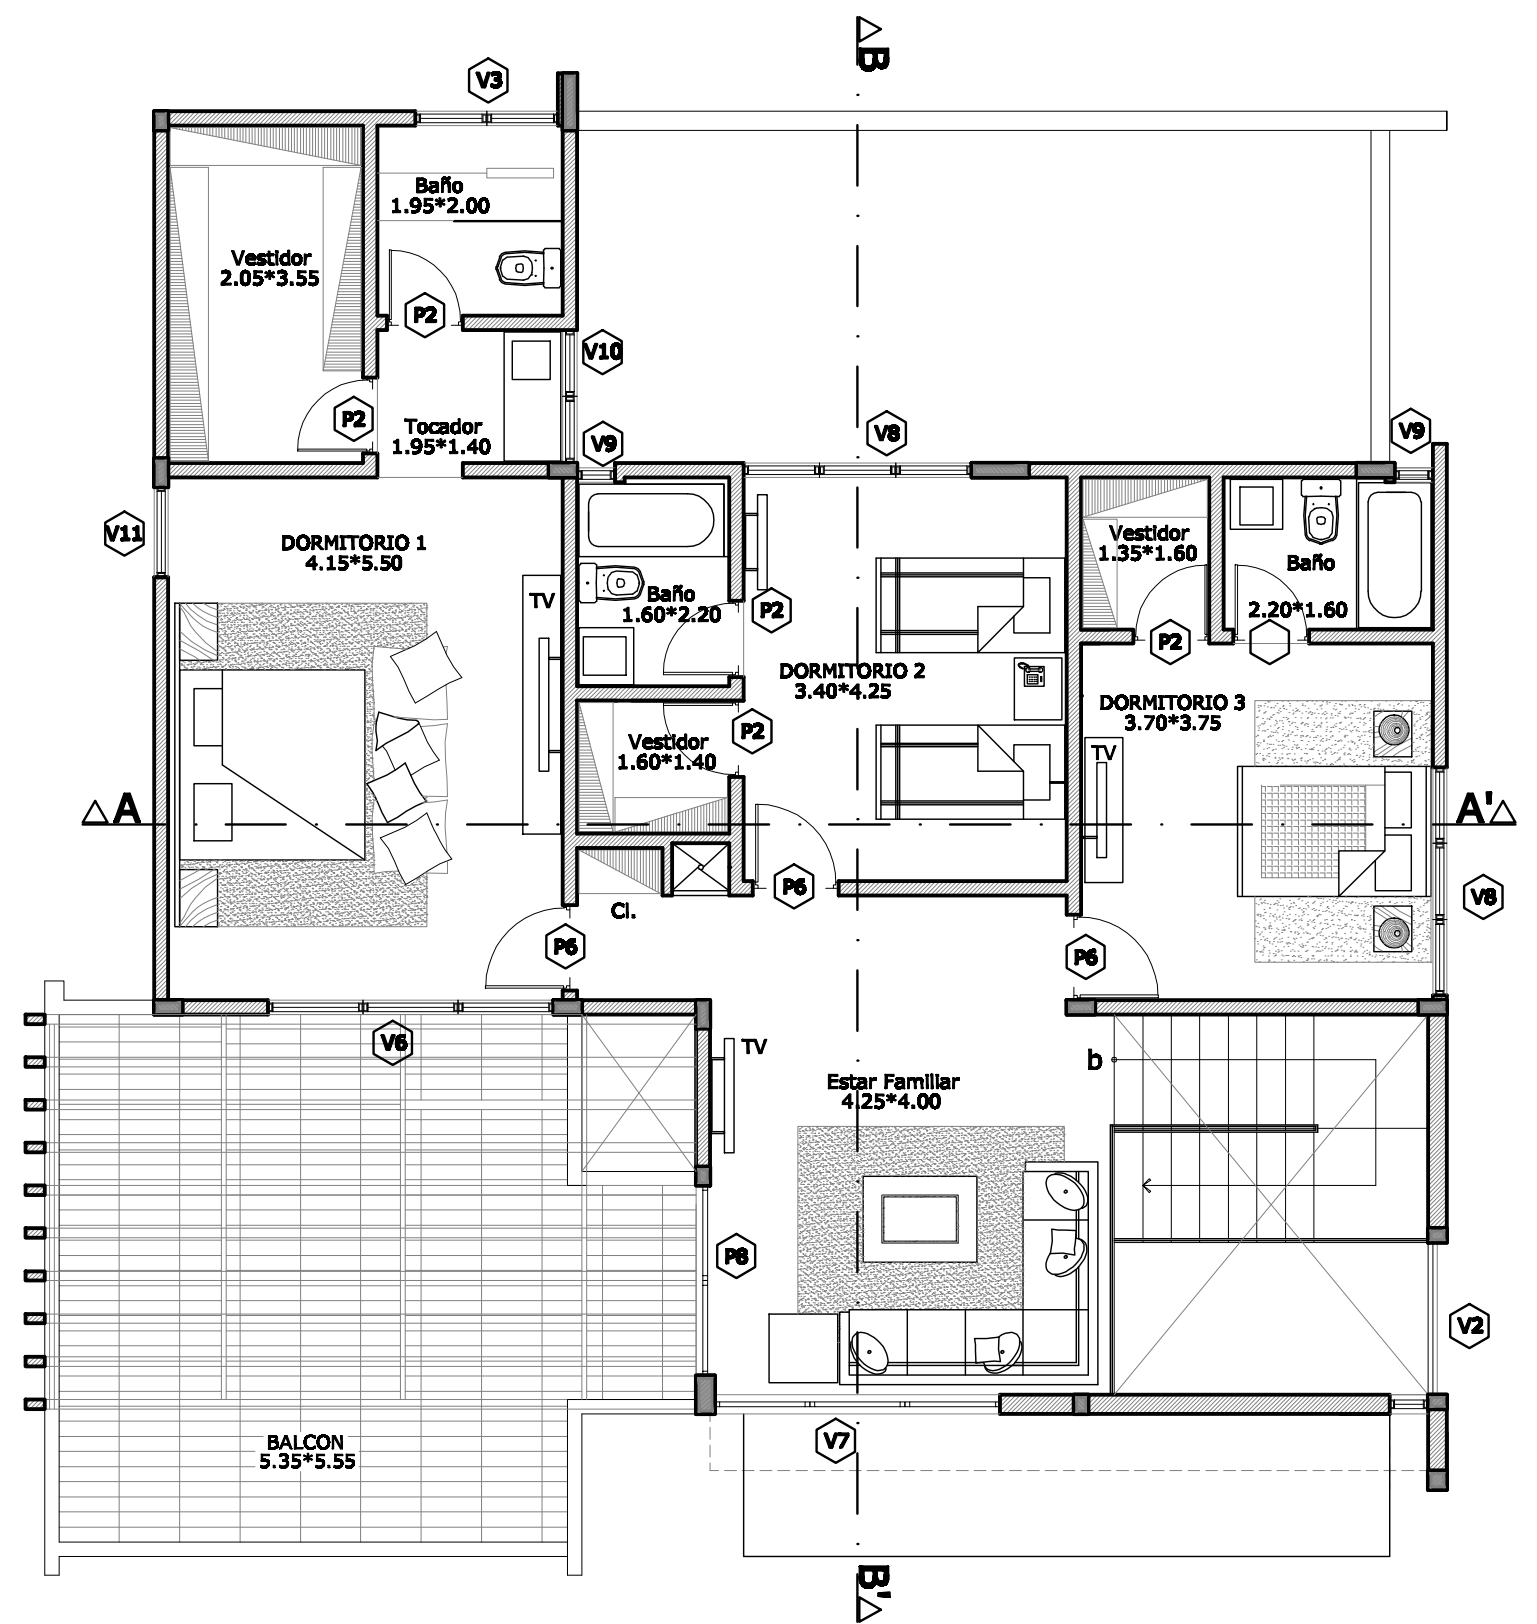 B
V3
Baño
1.95*2.00
Vestidor
2.05*3.55
P2
V10
P2
Tocador
1.95*1.40
V9
V8
V9
V11
DORMITORIO 1
4.15*5.50
TV
Baño
1.60*2.20
P2
Vestidor
1.35*1.60
Baño
2.20*1.60
P2
DORMITORIO 2
3.40*4.25
DORMITORIO 3
3.70*3.75
Vestidor
1.60*1.40
P2
TV
A
A'
P6
Cl.
V8
P6
P6
V6
TV
b
Estar Familiar
4.25*4.00
P8
V2
V7
BALCON
5.35*5.55
B'